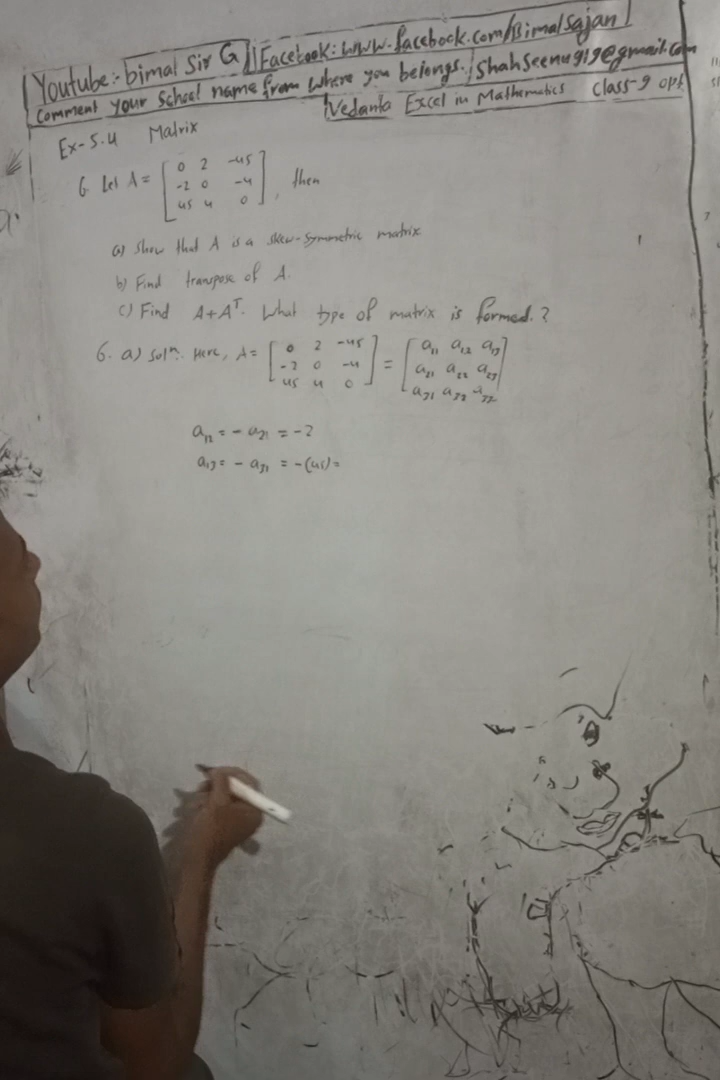 Youtube:- bimal Sir G || Facebook: www.facebook.com/BimalSajan
Comment your School name from where you belongs. / Shahseenu919@gmail.com
Vedanta Excel in Mathematics class-9 opt
Ex-5.4 Matrix
6. Let A = [ 0 2 -45
-2 0 -4
45 4 0 ], then
a) Show that A is a skew-symmetric matrix
b) Find transpose of A.
c) Find A+Aᵀ. What type of matrix is formed.?
6. a) Solⁿ: Here, A = [ 0 2 -45 ] = [ a₁₁ a₁₂ a₁₃ ]
[ -2 0 -4 ] [ a₂₁ a₂₂ a₂₃ ]
[ 45 4 0 ] [ a₃₁ a₃₂ a₃₃ ]
a₁₂ = - a₂₁ = -2
a₁₃ = - a₃₁ = -(45) =